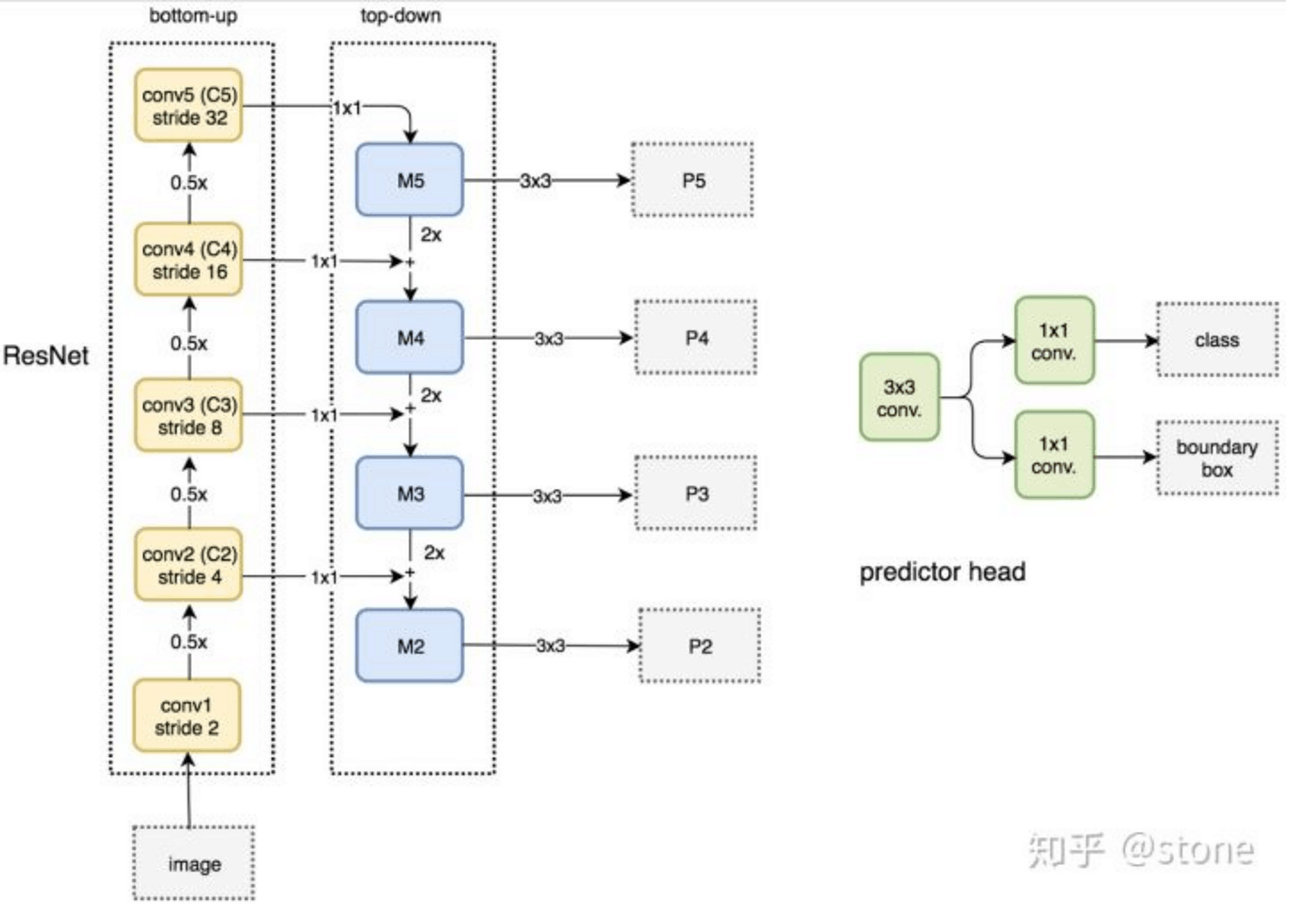 bottom-up
top-down
conv5 (C5)
stride 32
1x1
0.5x
M5
3x3
P5
2x
conv4 (C4)
stride 16
1x1
+
0.5x
M4
3x3
P4
2x
ResNet
conv3 (C3)
stride 8
1x1
+
0.5x
M3
3x3
P3
2x
conv2 (C2)
stride 4
1x1
+
0.5x
M2
3x3
P2
conv1
stride 2
image
3x3
conv.
1x1
conv.
class
1x1
conv.
boundary
box
predictor head
知乎 @stone